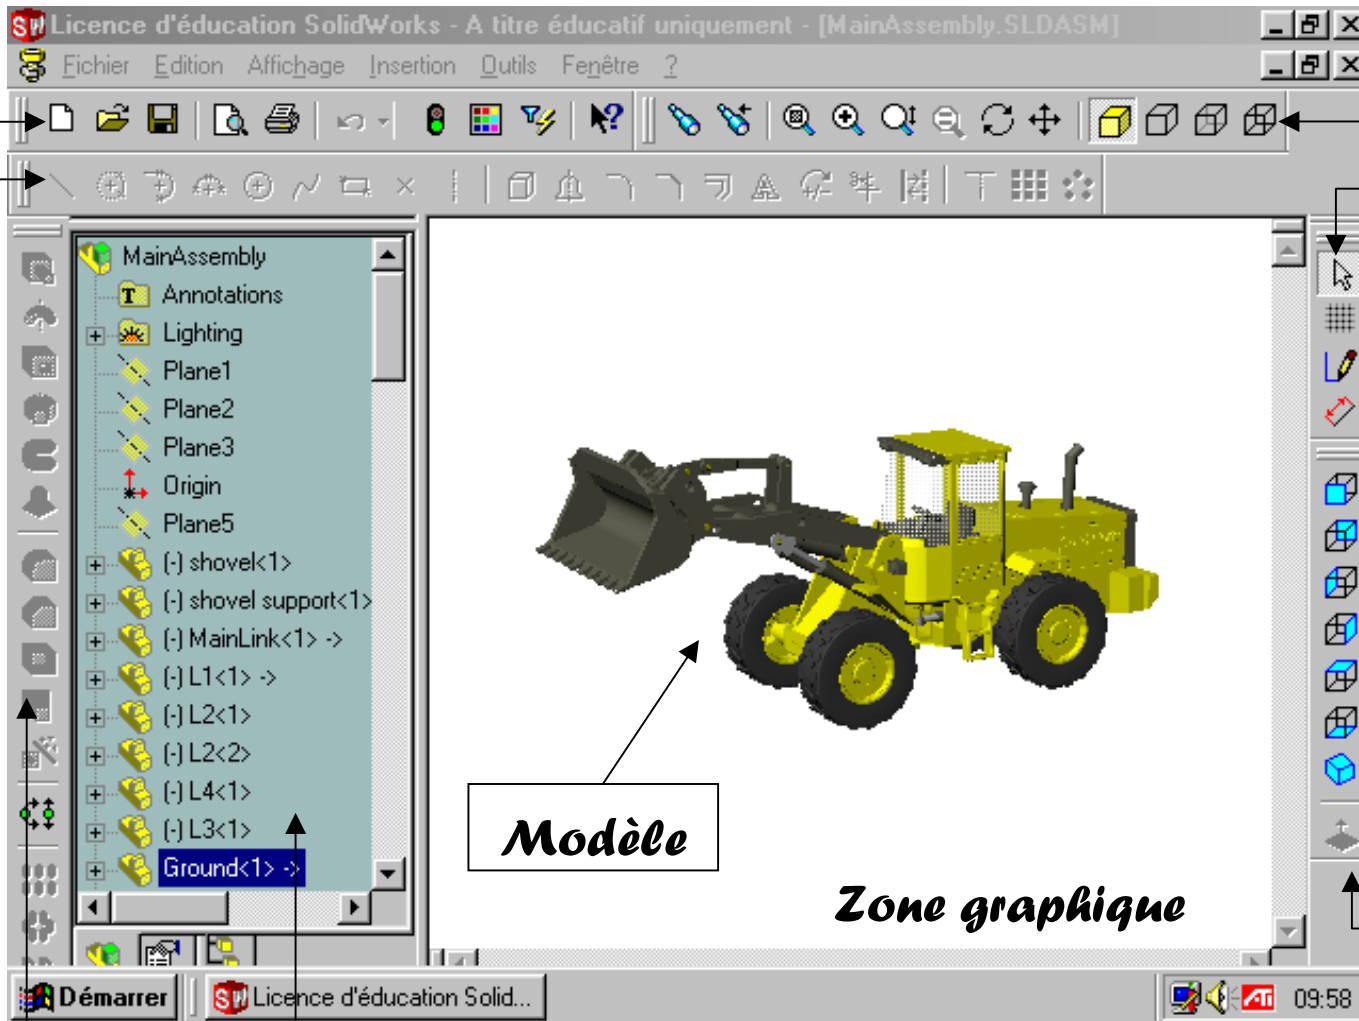 Licence d'éducation SolidWorks - A titre éducatif uniquement - [MainAssembly.SLDASM]
Fichier Edition Affichage Insertion Outils Fenêtre ?
MainAssembly
Annotations
Lighting
Plane1
Plane2
Plane3
Origin
Plane5
(-) shovel<1>
(-) shovel support<1>
(-) MainLink<1> ->
(-) L1<1> ->
(-) L2<1>
(-) L2<2>
(-) L4<1>
(-) L3<1>
Ground<1> ->
Modèle
Zone graphique
Démarrer
Licence d'éducation Solid...
ATI
09:58